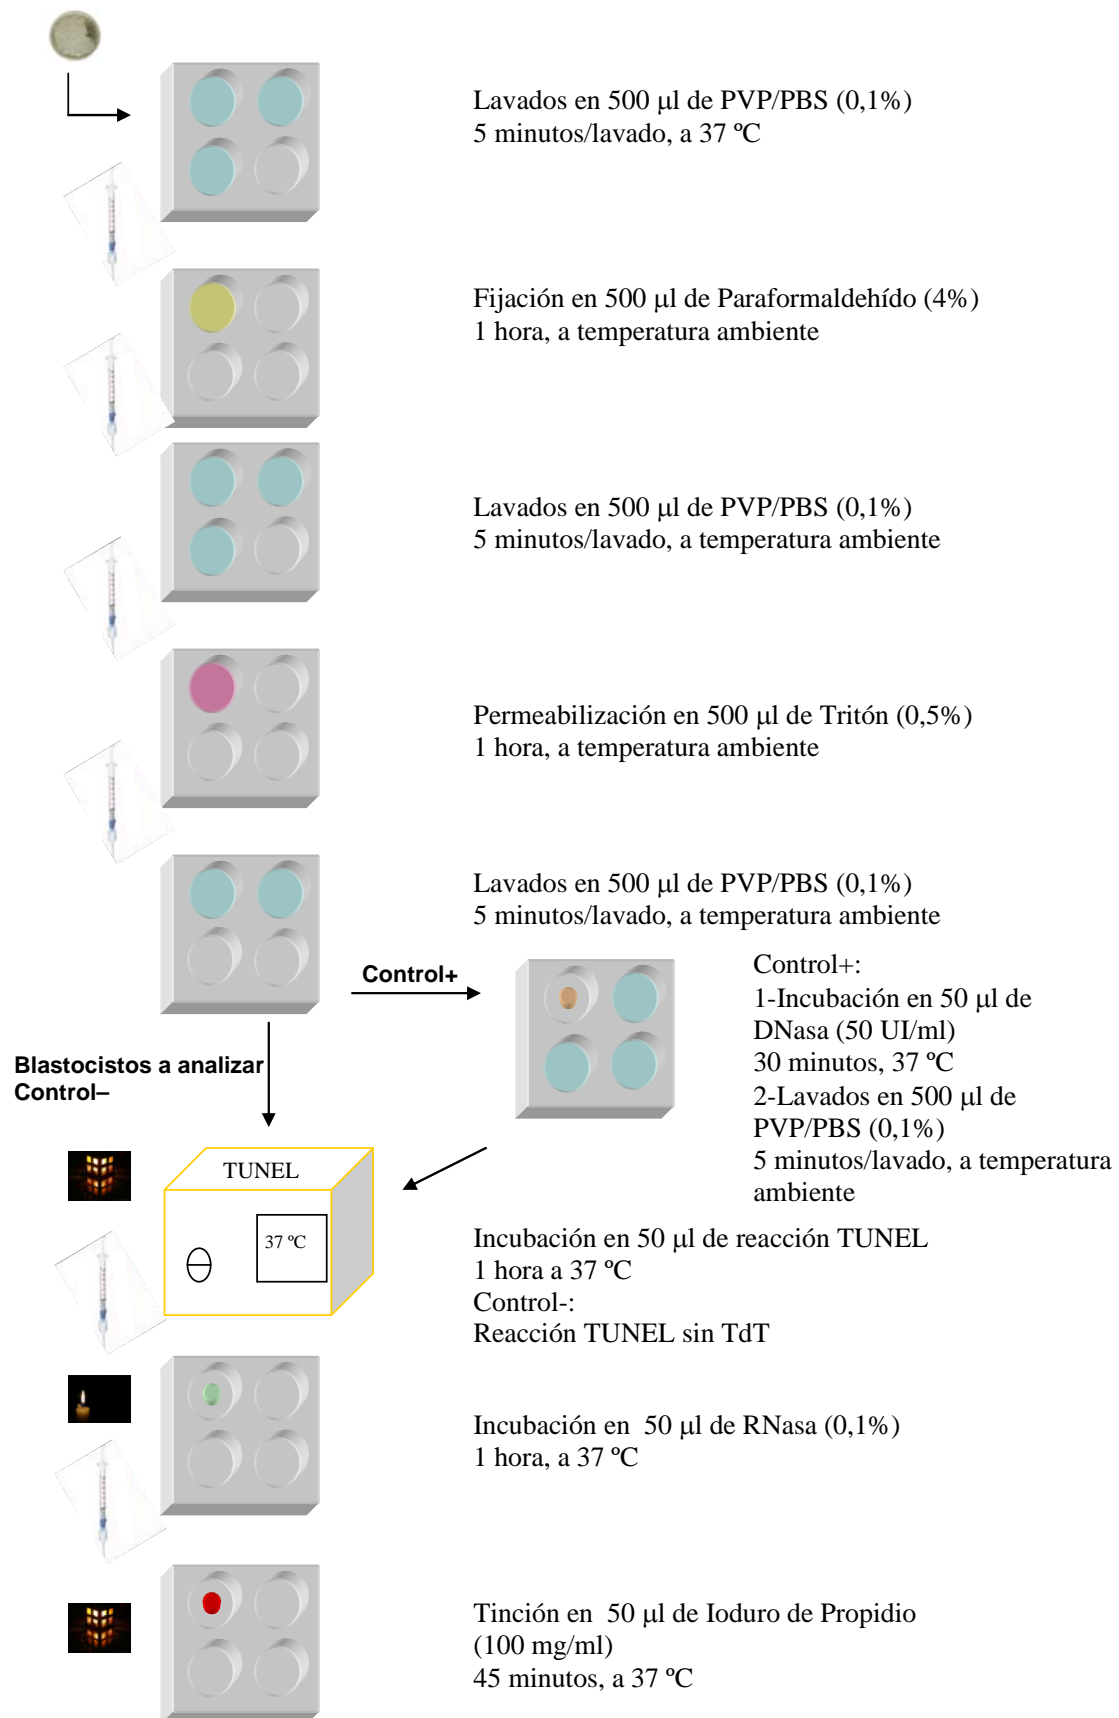 Lavados en 500 μl de PVP/PBS (0,1%)
5 minutos/lavado, a 37 ºC
Fijación en 500 μl de Paraformaldehído (4%)
1 hora, a temperatura ambiente
Lavados en 500 μl de PVP/PBS (0,1%)
5 minutos/lavado, a temperatura ambiente
Permeabilización en 500 μl de Tritón (0,5%)
1 hora, a temperatura ambiente
Lavados en 500 μl de PVP/PBS (0,1%)
5 minutos/lavado, a temperatura ambiente
Control+
Control+:
1-Incubación en 50 μl de
DNasa (50 UI/ml)
30 minutos, 37 ºC
2-Lavados en 500 μl de
PVP/PBS (0,1%)
5 minutos/lavado, a temperatura
ambiente
Blastocistos a analizar
Control–
TUNEL
37 ºC
Incubación en 50 μl de reacción TUNEL
1 hora a 37 ºC
Control-:
Reacción TUNEL sin TdT
Incubación en  50 μl de RNasa (0,1%)
1 hora, a 37 ºC
Tinción en  50 μl de Ioduro de Propidio
(100 mg/ml)
45 minutos, a 37 ºC